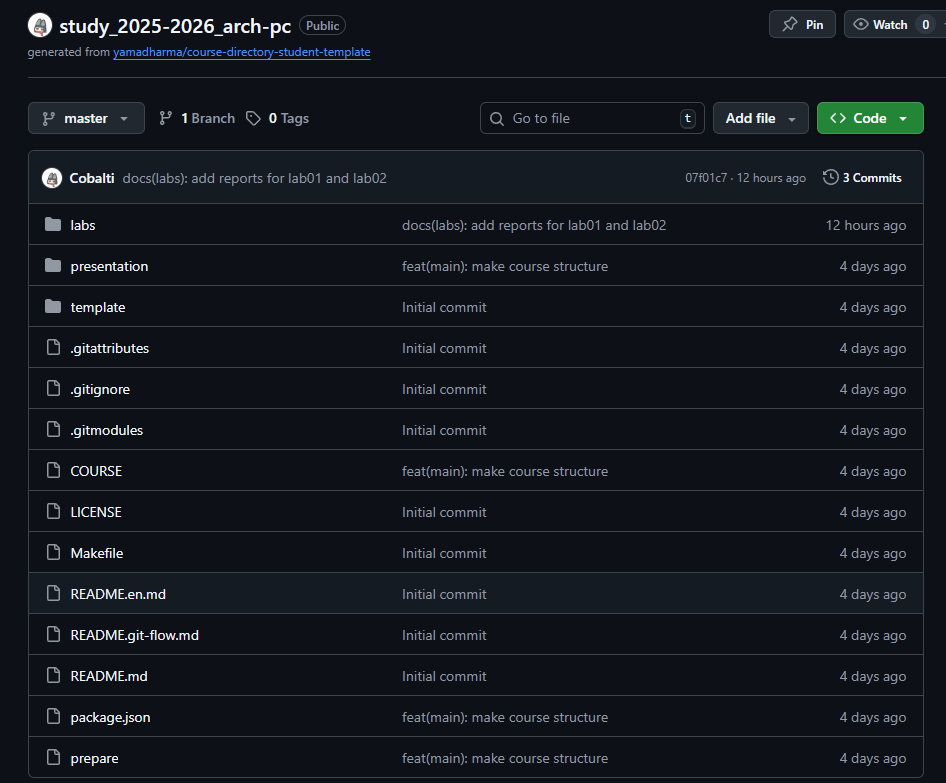 study_2025-2026_arch-pc Public Pin Watch 0
generated from yamadharma/course-directory-student-template
master 1 Branch 0 Tags Go to file t Add file Code
Cobalti docs(labs): add reports for lab01 and lab02 07f01c7 · 12 hours ago 3 Commits
labs docs(labs): add reports for lab01 and lab02 12 hours ago
presentation feat(main): make course structure 4 days ago
template Initial commit 4 days ago
.gitattributes Initial commit 4 days ago
.gitignore Initial commit 4 days ago
.gitmodules Initial commit 4 days ago
COURSE feat(main): make course structure 4 days ago
LICENSE Initial commit 4 days ago
Makefile Initial commit 4 days ago
README.en.md Initial commit 4 days ago
README.git-flow.md Initial commit 4 days ago
README.md Initial commit 4 days ago
package.json feat(main): make course structure 4 days ago
prepare feat(main): make course structure 4 days ago